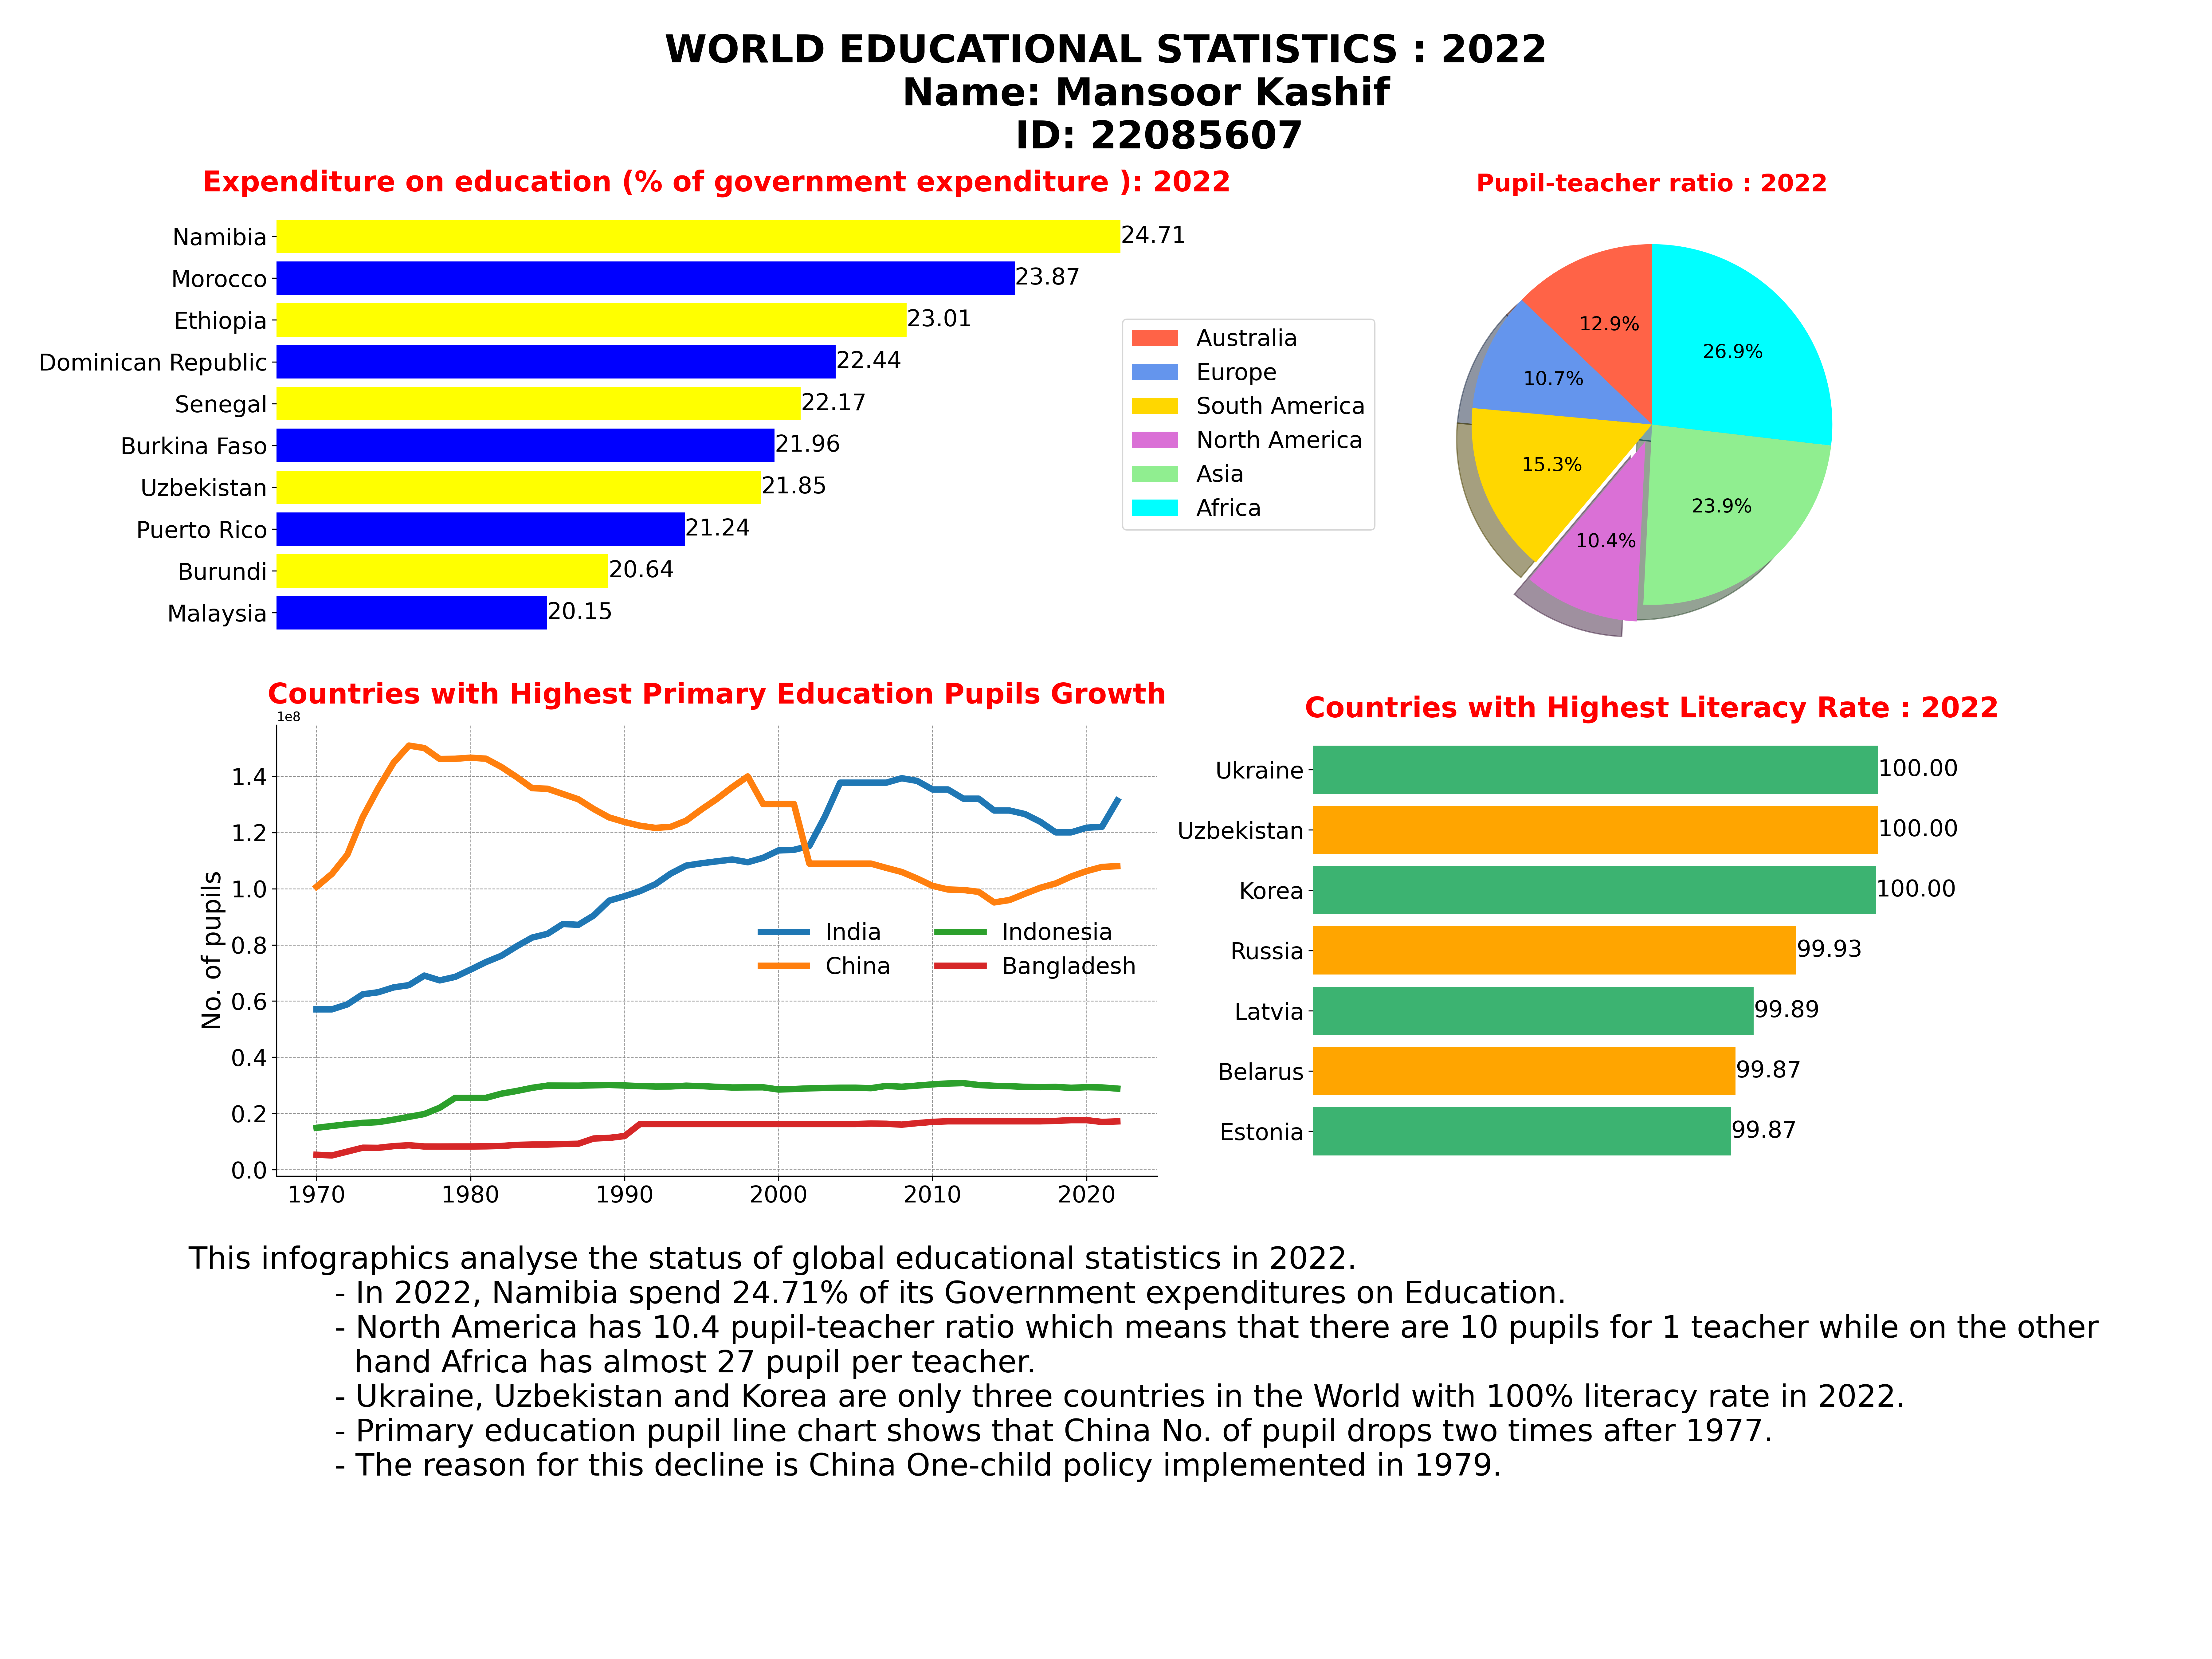 WORLD EDUCATIONAL STATISTICS : 2022
Name: Mansoor Kashif
ID: 22085607
Expenditure on education (% of government expenditure ): 2022
Namibia
24.71
Morocco
23.87
Ethiopia
23.01
Dominican Republic
22.44
Senegal
22.17
Burkina Faso
21.96
Uzbekistan
21.85
Puerto Rico
21.24
Burundi
20.64
Malaysia
20.15
Pupil-teacher ratio : 2022
Australia
Europe
South America
North America
Asia
Africa
12.9%
26.9%
10.7%
15.3%
23.9%
10.4%
Countries with Highest Primary Education Pupils Growth
1e8
No. of pupils
1.4
1.2
1.0
0.8
0.6
0.4
0.2
0.0
1970 1980 1990 2000 2010 2020
India
China
Indonesia
Bangladesh
Countries with Highest Literacy Rate : 2022
Ukraine
100.00
Uzbekistan
100.00
Korea
100.00
Russia
99.93
Latvia
99.89
Belarus
99.87
Estonia
99.87
This infographics analyse the status of global educational statistics in 2022.
- In 2022, Namibia spend 24.71% of its Government expenditures on Education.
- North America has 10.4 pupil-teacher ratio which means that there are 10 pupils for 1 teacher while on the other
hand Africa has almost 27 pupil per teacher.
- Ukraine, Uzbekistan and Korea are only three countries in the World with 100% literacy rate in 2022.
- Primary education pupil line chart shows that China No. of pupil drops two times after 1977.
- The reason for this decline is China One-child policy implemented in 1979.